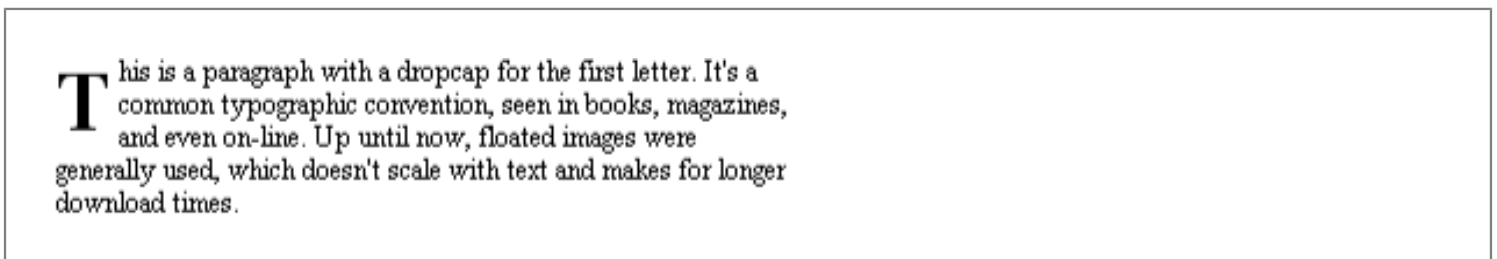 This is a paragraph with a dropcap for the first letter. It's a
common typographic convention, seen in books, magazines,
and even on-line. Up until now, floated images were
generally used, which doesn't scale with text and makes for longer
download times.